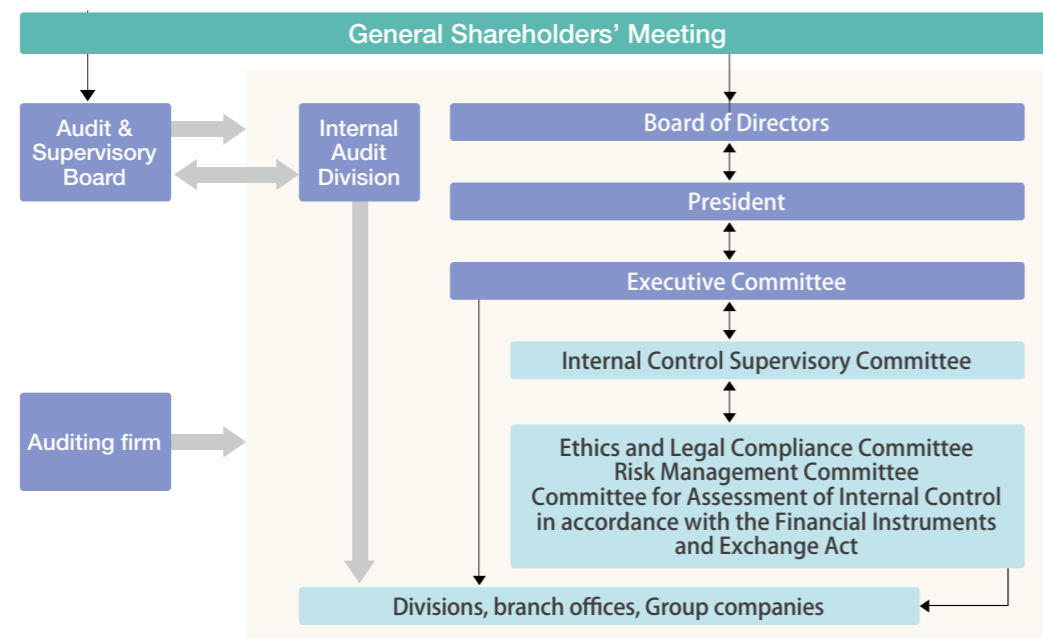 General Shareholders’ Meeting
Audit &
Supervisory
Board
Internal
Audit
Division
Board of Directors
President
Executive Committee
Internal Control Supervisory Committee
Auditing firm
Ethics and Legal Compliance Committee
Risk Management Committee
Committee for Assessment of Internal Control
in accordance with the Financial Instruments
and Exchange Act
Divisions, branch offices, Group companies